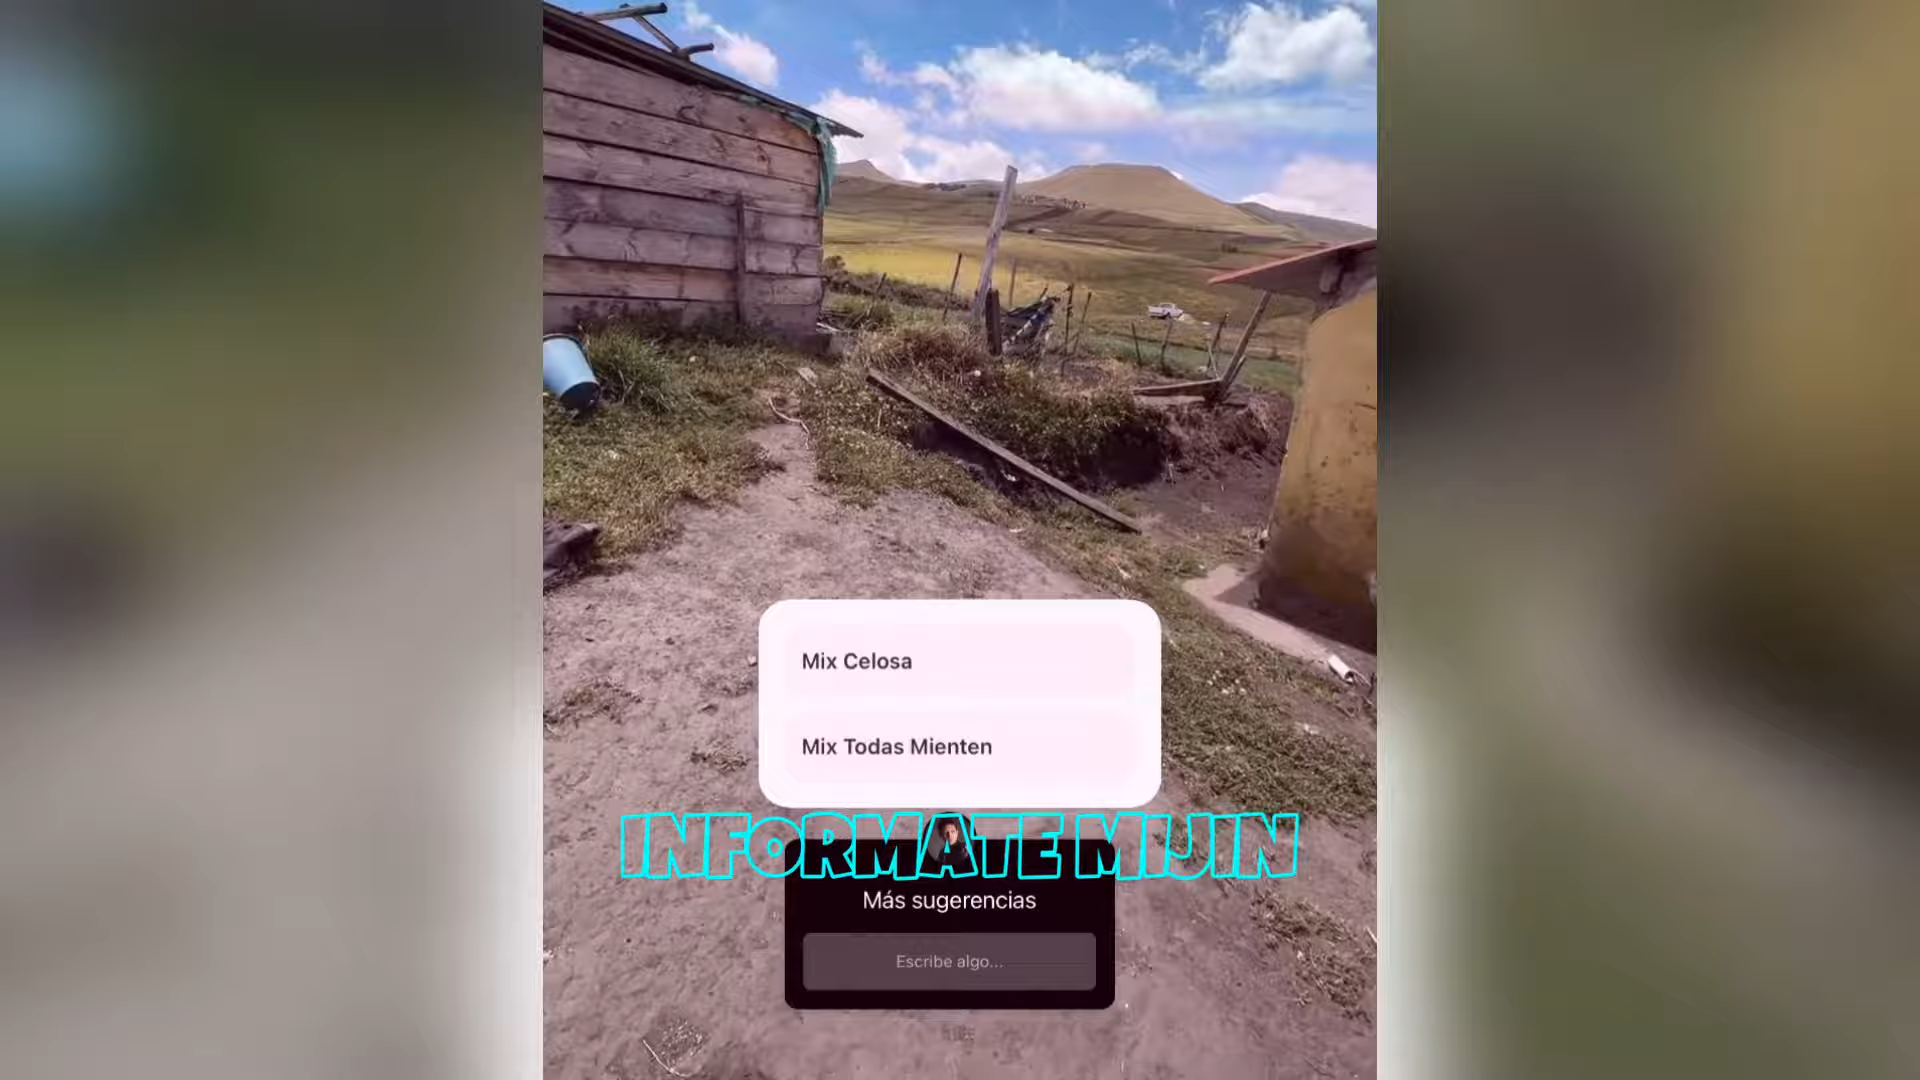 Mix Celosa
Mix Todas Mienten
INFORMATE MIJIN
Más sugerencias
Escribe algo...